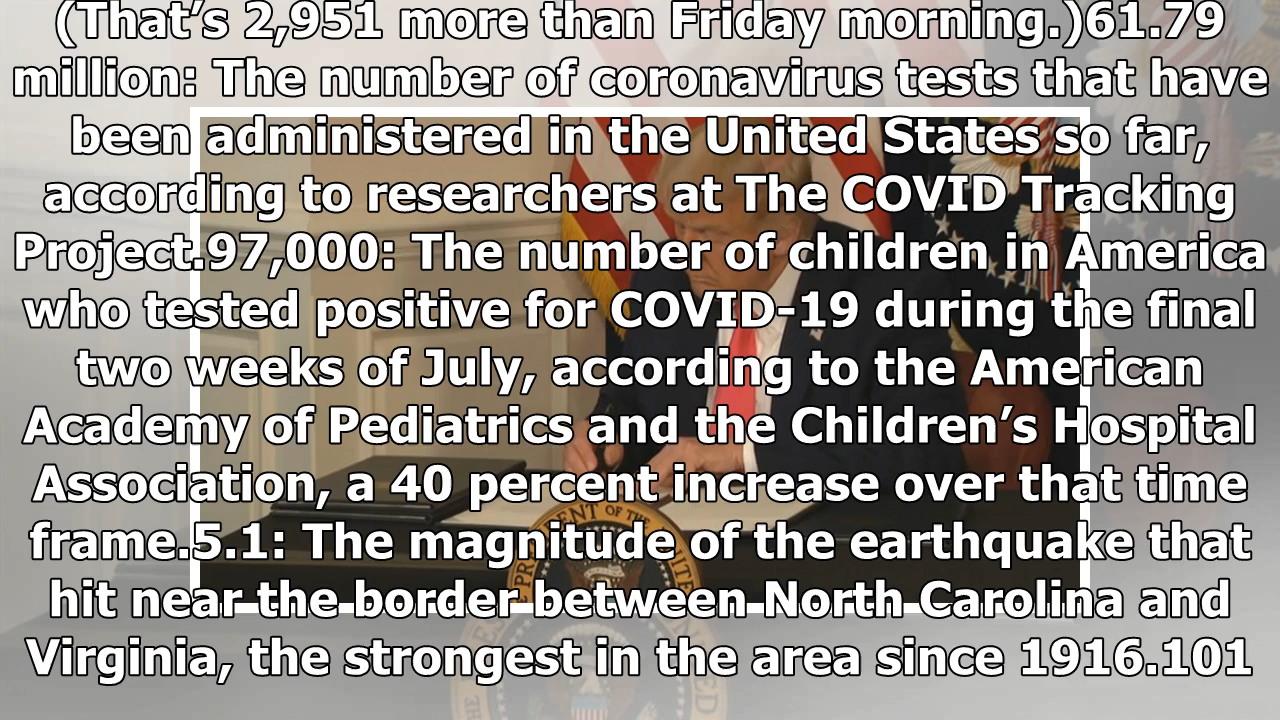 (That’s 2,951 more than Friday morning.)61.79
million: The number of coronavirus tests that have
been administered in the United States so far,
according to researchers at The COVID Tracking
Project.97,000: The number of children in America
who tested positive for COVID-19 during the final
two weeks of July, according to the American
Academy of Pediatrics and the Children’s Hospital
Association, a 40 percent increase over that time
frame.5.1: The magnitude of the earthquake that
hit near the border between North Carolina and
Virginia, the strongest in the area since 1916.101